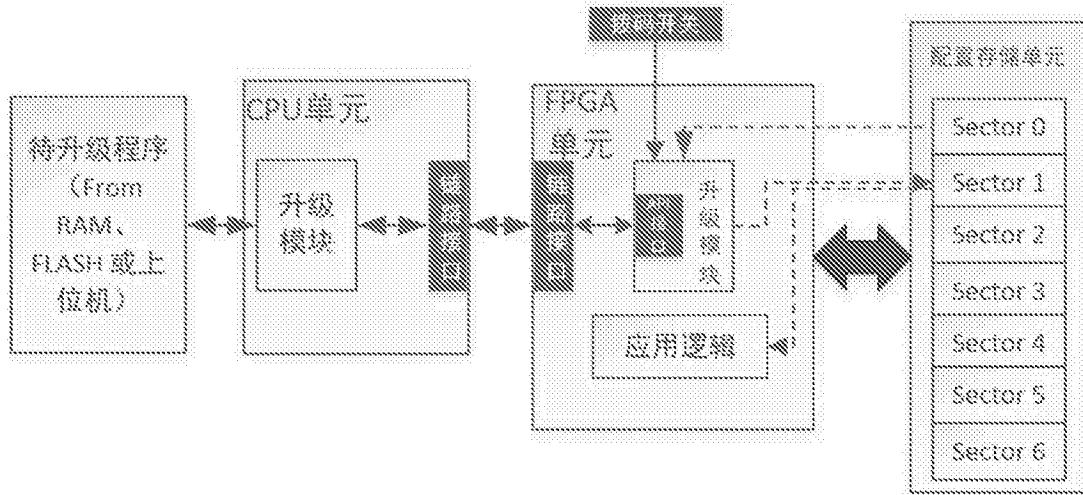 配置存储单元
CPU单元
FPGA
单元
待升级程序
（From
RAM、
FLASH 或上
位机）
升级
模块
升
级
模
块
应用逻辑
Sector 0
Sector 1
Sector 2
Sector 3
Sector 4
Sector 5
Sector 6